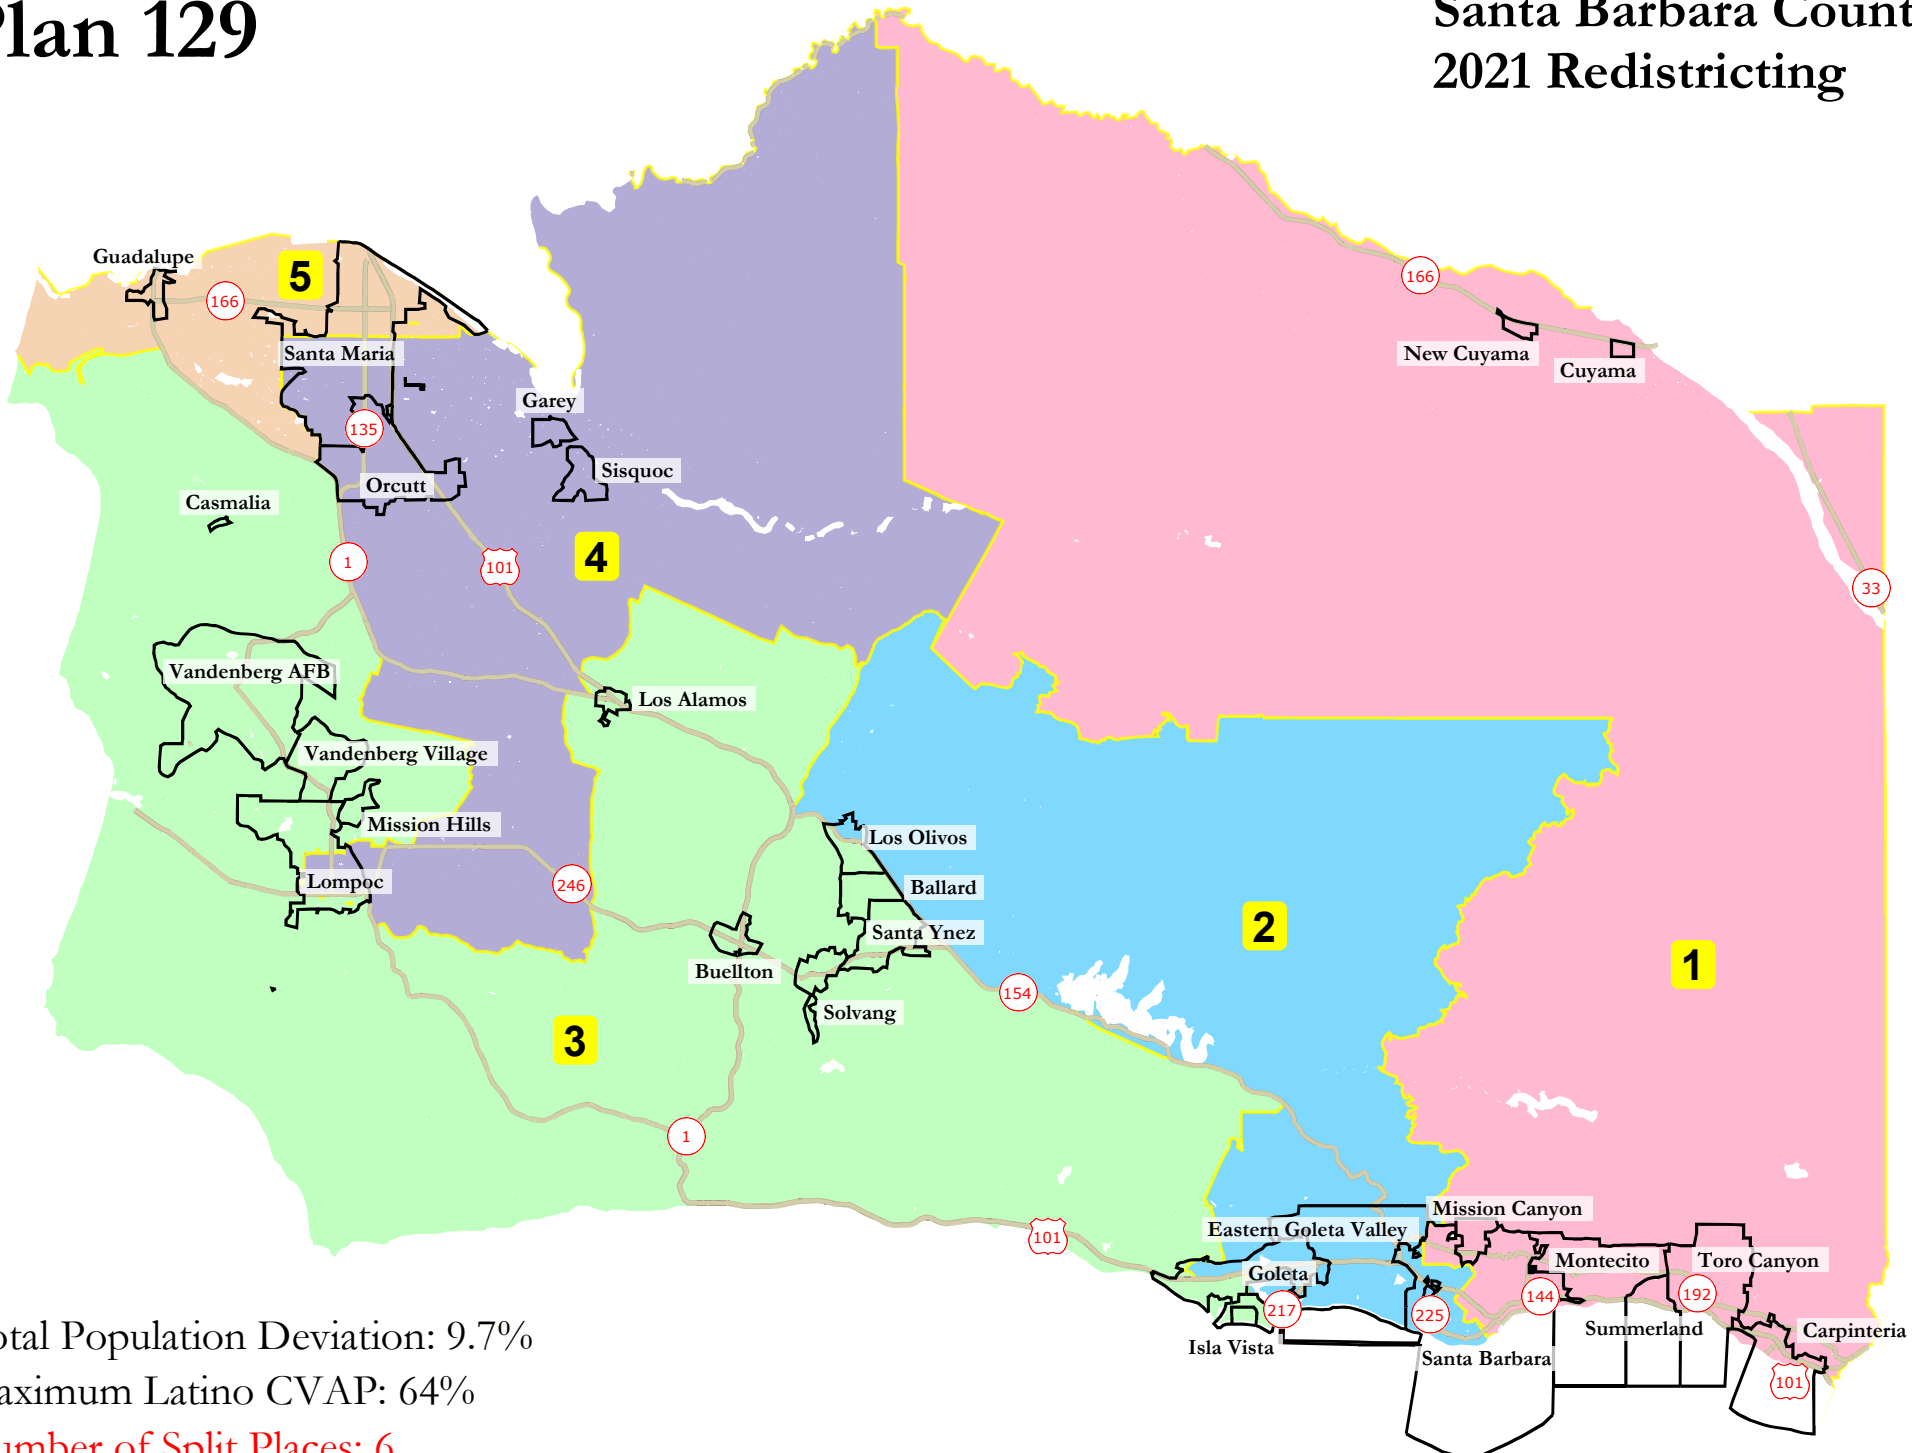 lan 129
Santa Barbara Count
2021 Redistricting
Guadalupe
5
166
166
Santa Maria
New Cuyama
Cuyama
Garey
135
Sisquoc
Orcutt
Casmalia
4
1
101
33
Vandenberg AFB
Los Alamos
Vandenberg Village
Mission Hills
Los Olivos
Lompoc
246
Ballard
2
Santa Ynez
1
Buellton
154
Solvang
3
1
Mission Canyon
Eastern Goleta Valley
101
Montecito
Toro Canyon
Goleta
217
225
144
192
Summerland
Carpinteria
Isla Vista
Santa Barbara
101
otal Population Deviation: 9.7%
aximum Latino CVAP: 64%
umber of Split Places: 6